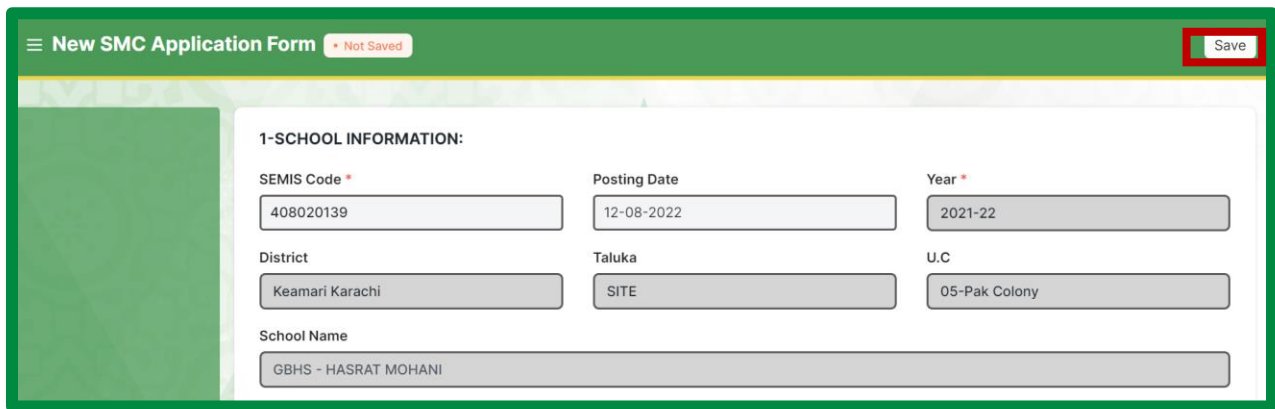 New SMC Application Form • Not Saved Save
1-SCHOOL INFORMATION:
SEMIS Code * Posting Date Year *
408020139 12-08-2022 2021-22
District Taluka U.C
Keamari Karachi SITE 05-Pak Colony
School Name
GBHS - HASRAT MOHANI